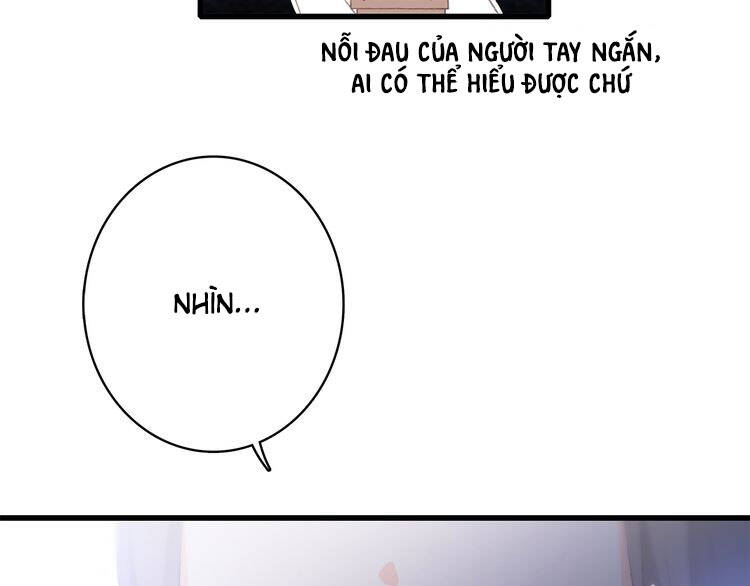 NỖI ĐAU CỦA NGƯỜI TAY NGẮN,
AI CÓ THỂ HIỂU ĐƯỢC CHỨ
NHÌN...